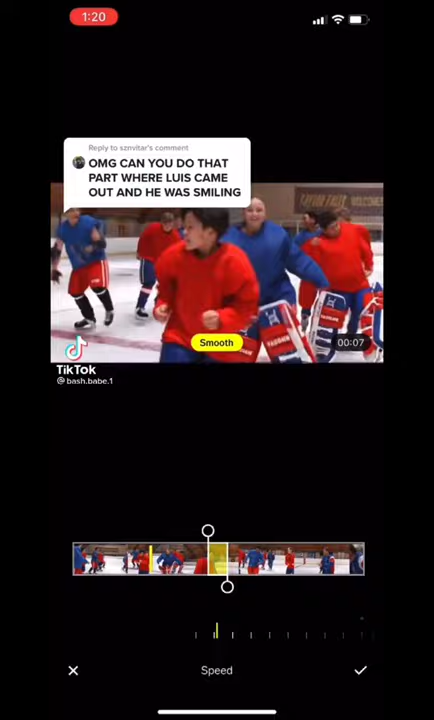 1:20
Reply to sznvitar's comment
OMG CAN YOU DO THAT
PART WHERE LUIS CAME
OUT AND HE WAS SMILING
Smooth
00:07
TikTok
@bash.babe.1
Speed